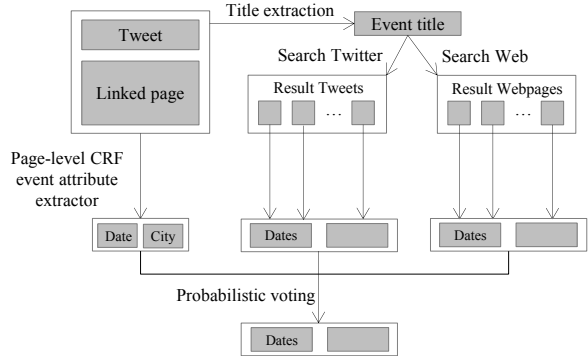 Title extraction
Tweet
Event title
Search Twitter
Search Web
Linked page
Result Tweets
Result Webpages
...
...
Page-level CRF
event attribute
extractor
Date
City
Dates
Dates
Probabilistic voting
Dates